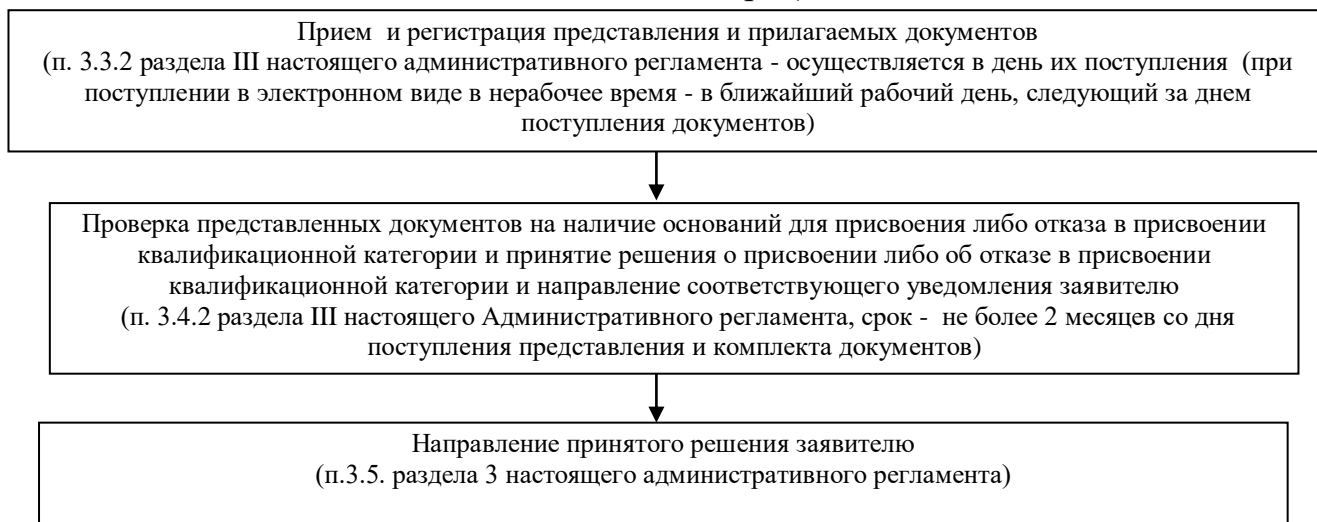 Прием и регистрация представления и прилагаемых документов
(п. 3.3.2 раздела III настоящего административного регламента - осуществляется в день их поступления (при
поступлении в электронном виде в нерабочее время - в ближайший рабочий день, следующий за днем
поступления документов)
Проверка представленных документов на наличие оснований для присвоения либо отказа в присвоении
квалификационной категории и принятие решения о присвоении либо об отказе в присвоении
квалификационной категории и направление соответствующего уведомления заявителю
(п. 3.4.2 раздела III настоящего Административного регламента, срок - не более 2 месяцев со дня
поступления представления и комплекта документов)
Направление принятого решения заявителю
(п.3.5. раздела 3 настоящего административного регламента)